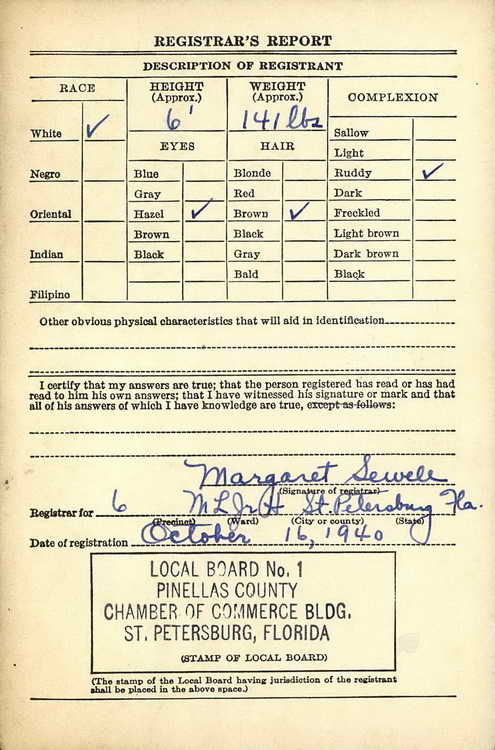 REGISTRAR'S REPORT
DESCRIPTION OF REGISTRANT
RACE
HEIGHT (Approx.)
WEIGHT (Approx.)
COMPLEXION
6'
141 lbs
White ✓
EYES
HAIR
Sallow
Light
Negro
Blue
Blonde
Ruddy ✓
Gray
Red
Dark
Oriental
Hazel ✓
Brown ✓
Freckled
Brown
Black
Light brown
Indian
Black
Gray
Dark brown
Bald
Black
Filipino
Other obvious physical characteristics that will aid in identification
I certify that my answers are true; that the person registered has read or has had
read to him his own answers; that I have witnessed his signature or mark and that
all of his answers of which I have knowledge are true, except as follows:
Margaret Sewell
(Signature of registrar)
Registrar for 6 M L Jr H St. Petersburg Fla.
(Precinct) (Ward) (City or county) (State)
Date of registration October 16, 1940
LOCAL BOARD No. 1
PINELLAS COUNTY
CHAMBER OF COMMERCE BLDG.
ST. PETERSBURG, FLORIDA
(STAMP OF LOCAL BOARD)
(The stamp of the Local Board having jurisdiction of the registrant
shall be placed in the above space.)